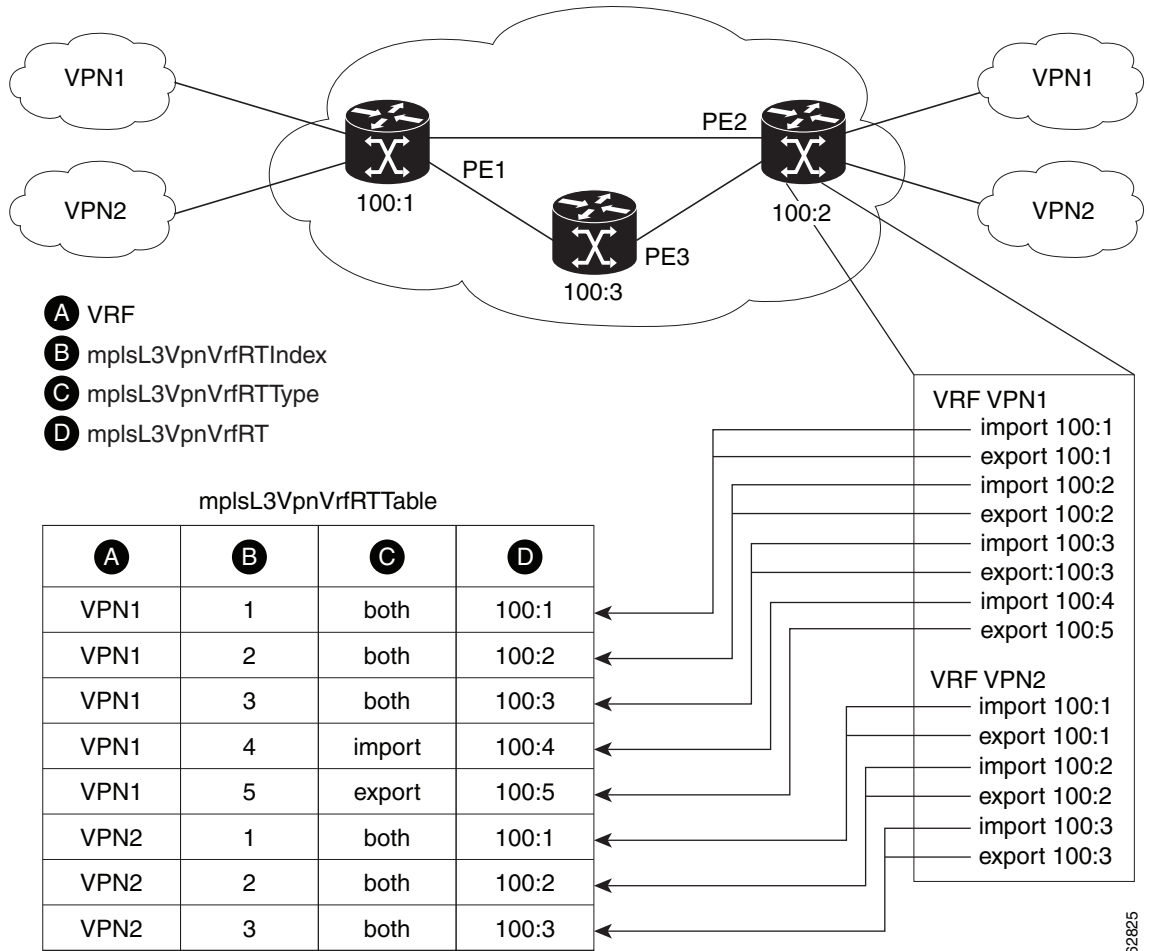 VPN1
VPN2
PE1
PE2
PE3
100:1
100:2
100:3
VPN1
VPN2
A VRF
B mplsL3VpnVrfRTIndex
C mplsL3VpnVrfRTType
D mplsL3VpnVrfRT
VRF VPN1
import 100:1
export 100:1
import 100:2
export 100:2
import 100:3
export:100:3
import 100:4
export 100:5
VRF VPN2
import 100:1
export 100:1
import 100:2
export 100:2
import 100:3
export 100:3
mplsL3VpnVrfRTTable
A B C D
VPN1 1 both 100:1
VPN1 2 both 100:2
VPN1 3 both 100:3
VPN1 4 import 100:4
VPN1 5 export 100:5
VPN2 1 both 100:1
VPN2 2 both 100:2
VPN2 3 both 100:3